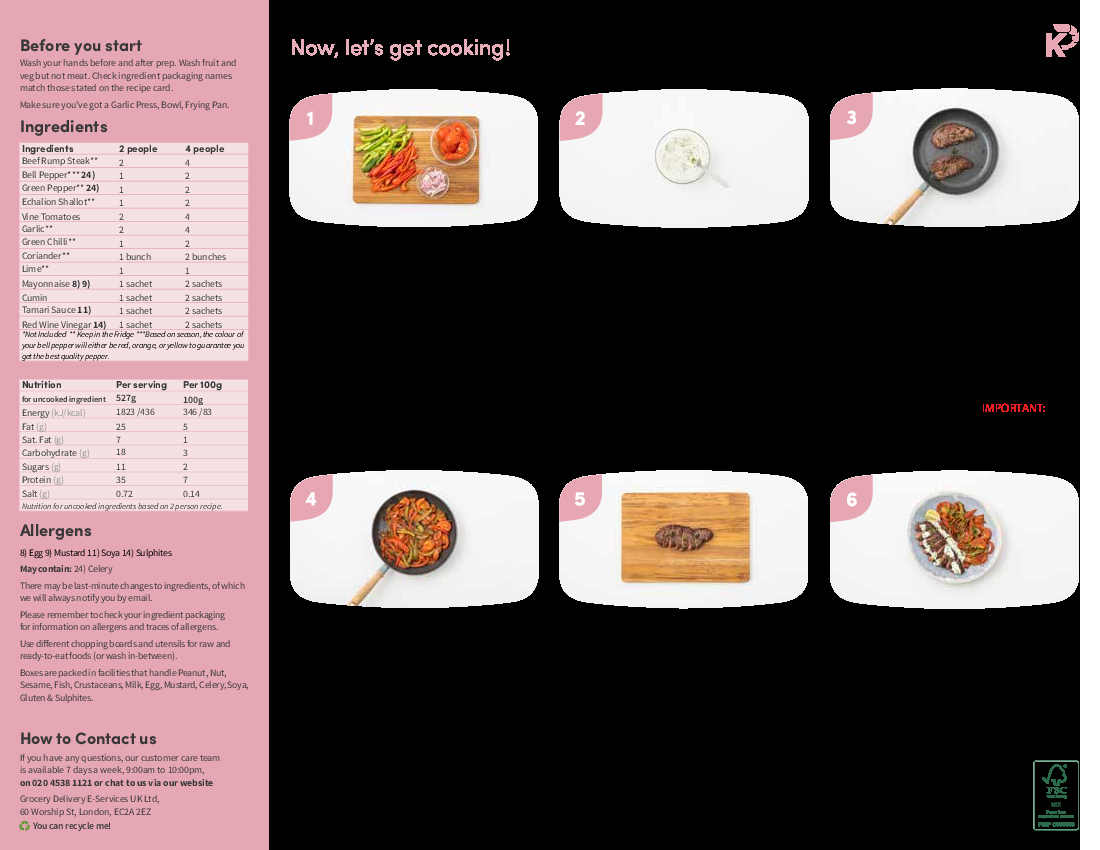 Before you start
Wash your hands before and after prep. Wash fruit and
veg but not meat. Check ingredient packaging names
match those stated on the recipe card.
Make sure you've got a Garlic Press, Bowl, Frying Pan.
Ingredients
Ingredients 2 people 4 people
Beef Rump Steak** 2 4
Bell Pepper*** 24) 1 2
Green Pepper** 24) 1 2
Echalion Shallot** 1 2
Vine Tomatoes 2 4
Garlic** 2 4
Green Chilli** 1 2
Coriander** 1 bunch 2 bunches
Lime** 1 1
Mayonnaise 8) 9) 1 sachet 2 sachets
Cumin 1 sachet 2 sachets
Tamari Sauce 11) 1 sachet 2 sachets
Red Wine Vinegar 14) 1 sachet 2 sachets
*Not Included ** Keep in the Fridge ***Based on season, the colour of
your bell pepper will either be red, orange, or yellow to guarantee you
get the best quality pepper.
Nutrition Per serving Per 100g
for uncooked ingredient 527g 100g
Energy (kJ/kcal) 1823 /436 346 /83
Fat (g) 25 5
Sat. Fat (g) 7 1
Carbohydrate (g) 18 3
Sugars (g) 11 2
Protein (g) 35 7
Salt (g) 0.72 0.14
Nutrition for uncooked ingredients based on 2 person recipe.
Allergens
8) Egg 9) Mustard 11) Soya 14) Sulphites
May contain: 24) Celery
There may be last-minute changes to ingredients, of which
we will always notify you by email.
Please remember to check your ingredient packaging
for information on allergens and traces of allergens.
Use different chopping boards and utensils for raw and
ready-to-eat foods (or wash in-between).
Boxes are packed in facilities that handle Peanut, Nut,
Sesame, Fish, Crustaceans, Milk, Egg, Mustard, Celery, Soya,
Gluten & Sulphites.
How to Contact us
If you have any questions, our customer care team
is available 7 days a week, 9:00am to 10:00pm,
on 020 4538 1121 or chat to us via our website
Grocery Delivery E-Services UK Ltd,
60 Worship St, London, EC2A 2EZ
You can recycle me!
Now, let's get cooking!
K
1
2
3
IMPORTANT:
4
5
6
FSC
MIX